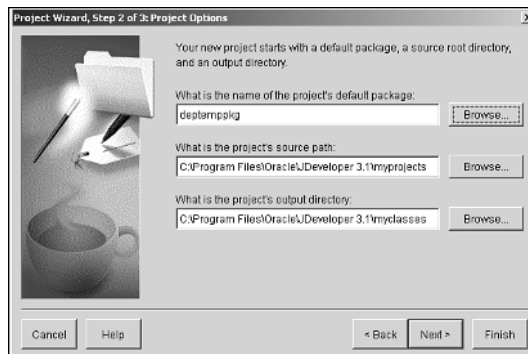 Project Wizard, Step 2 of 3: Project Options
Your new project starts with a default package, a source root directory,
and an output directory.
What is the name of the project's default package:
deptemppkg
Browse...
What is the project's source path:
C:\Program Files\Oracle\JDeveloper 3.1\myprojects
Browse...
What is the project's output directory:
C:\Program Files\Oracle\JDeveloper 3.1\myclasses
Browse...
Cancel
Help
< Back
Next >
Finish